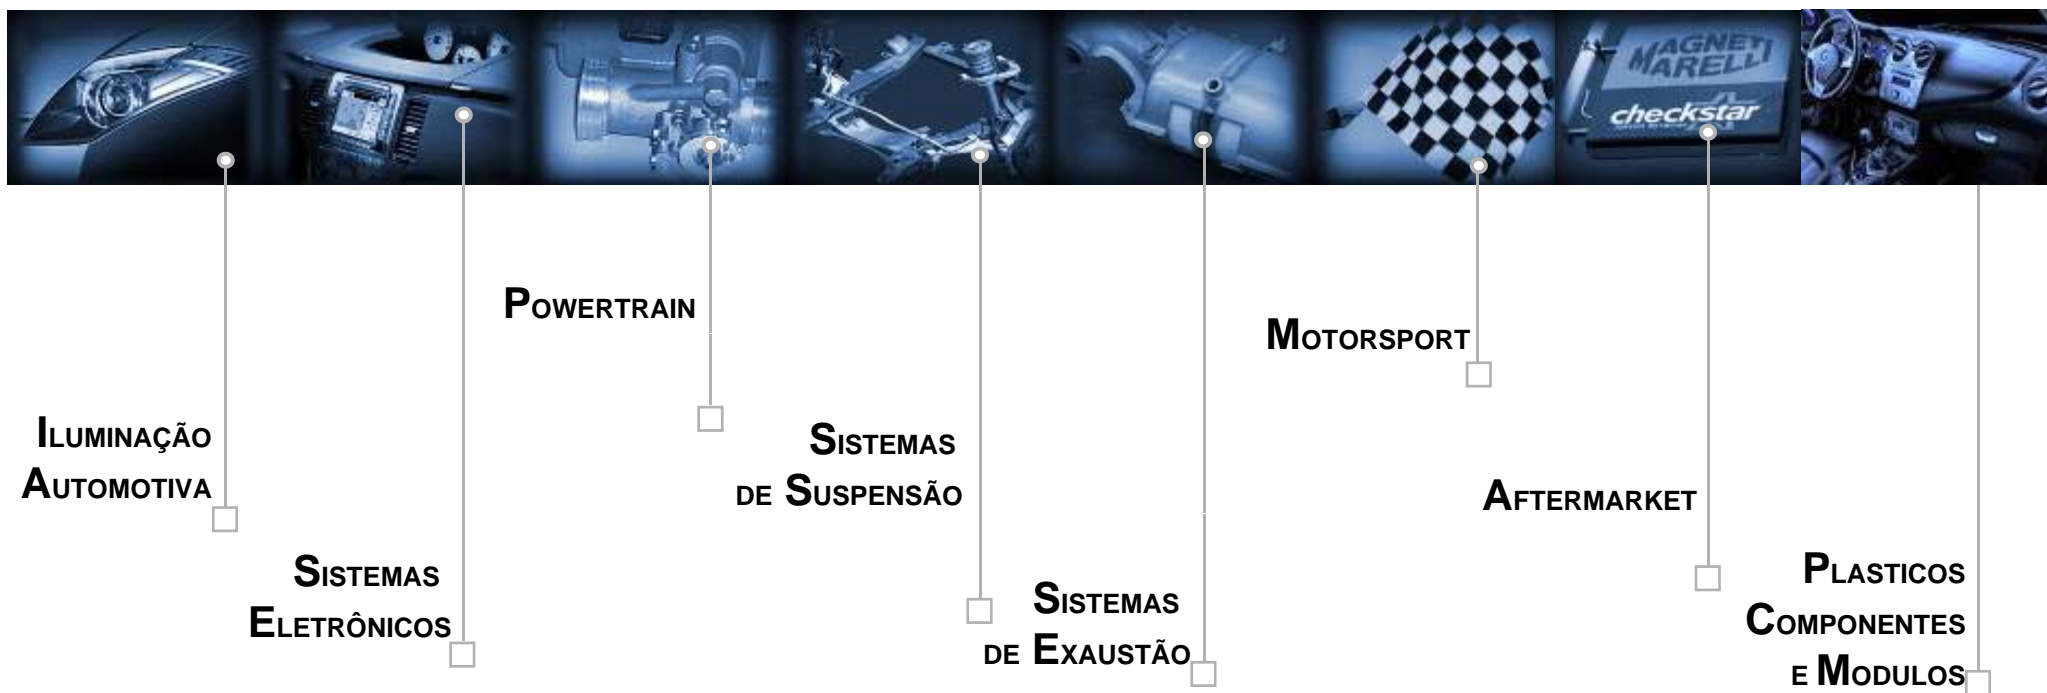 MAGNETI
MARELLI
checkstar
POWERTRAIN
MOTORSPORT
ILUMINAÇÃO
AUTOMOTIVA
SISTEMAS
DE SUSPENSÃO
AFTERMARKET
SISTEMAS
ELETRÔNICOS
SISTEMAS
DE EXAUSTÃO
PLASTICOS
COMPONENTES
E MODULOS